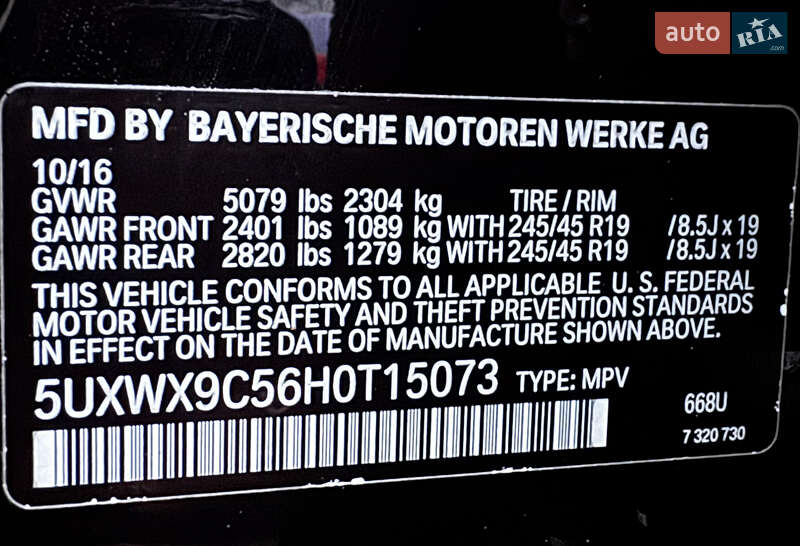 auto RIA .com
MFD BY BAYERISCHE MOTOREN WERKE AG
10/16
GVWR 5079 lbs 2304 kg TIRE / RIM
GAWR FRONT 2401 lbs 1089 kg WITH 245/45 R19 /8.5J x 19
GAWR REAR 2820 lbs 1279 kg WITH 245/45 R19 /8.5J x 19
THIS VEHICLE CONFORMS TO ALL APPLICABLE U. S. FEDERAL
MOTOR VEHICLE SAFETY AND THEFT PREVENTION STANDARDS
IN EFFECT ON THE DATE OF MANUFACTURE SHOWN ABOVE.
5UXWX9C56H0T15073 TYPE: MPV
668U
7 320 730